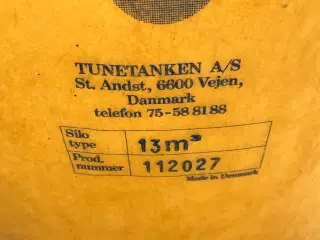 TUNETANKEN A/S
St. Andst, 6600 Vejen,
Danmark
telefon 75-58 81 88
Silo type 13m³
Prod. nummer 112027
Made in Denmark